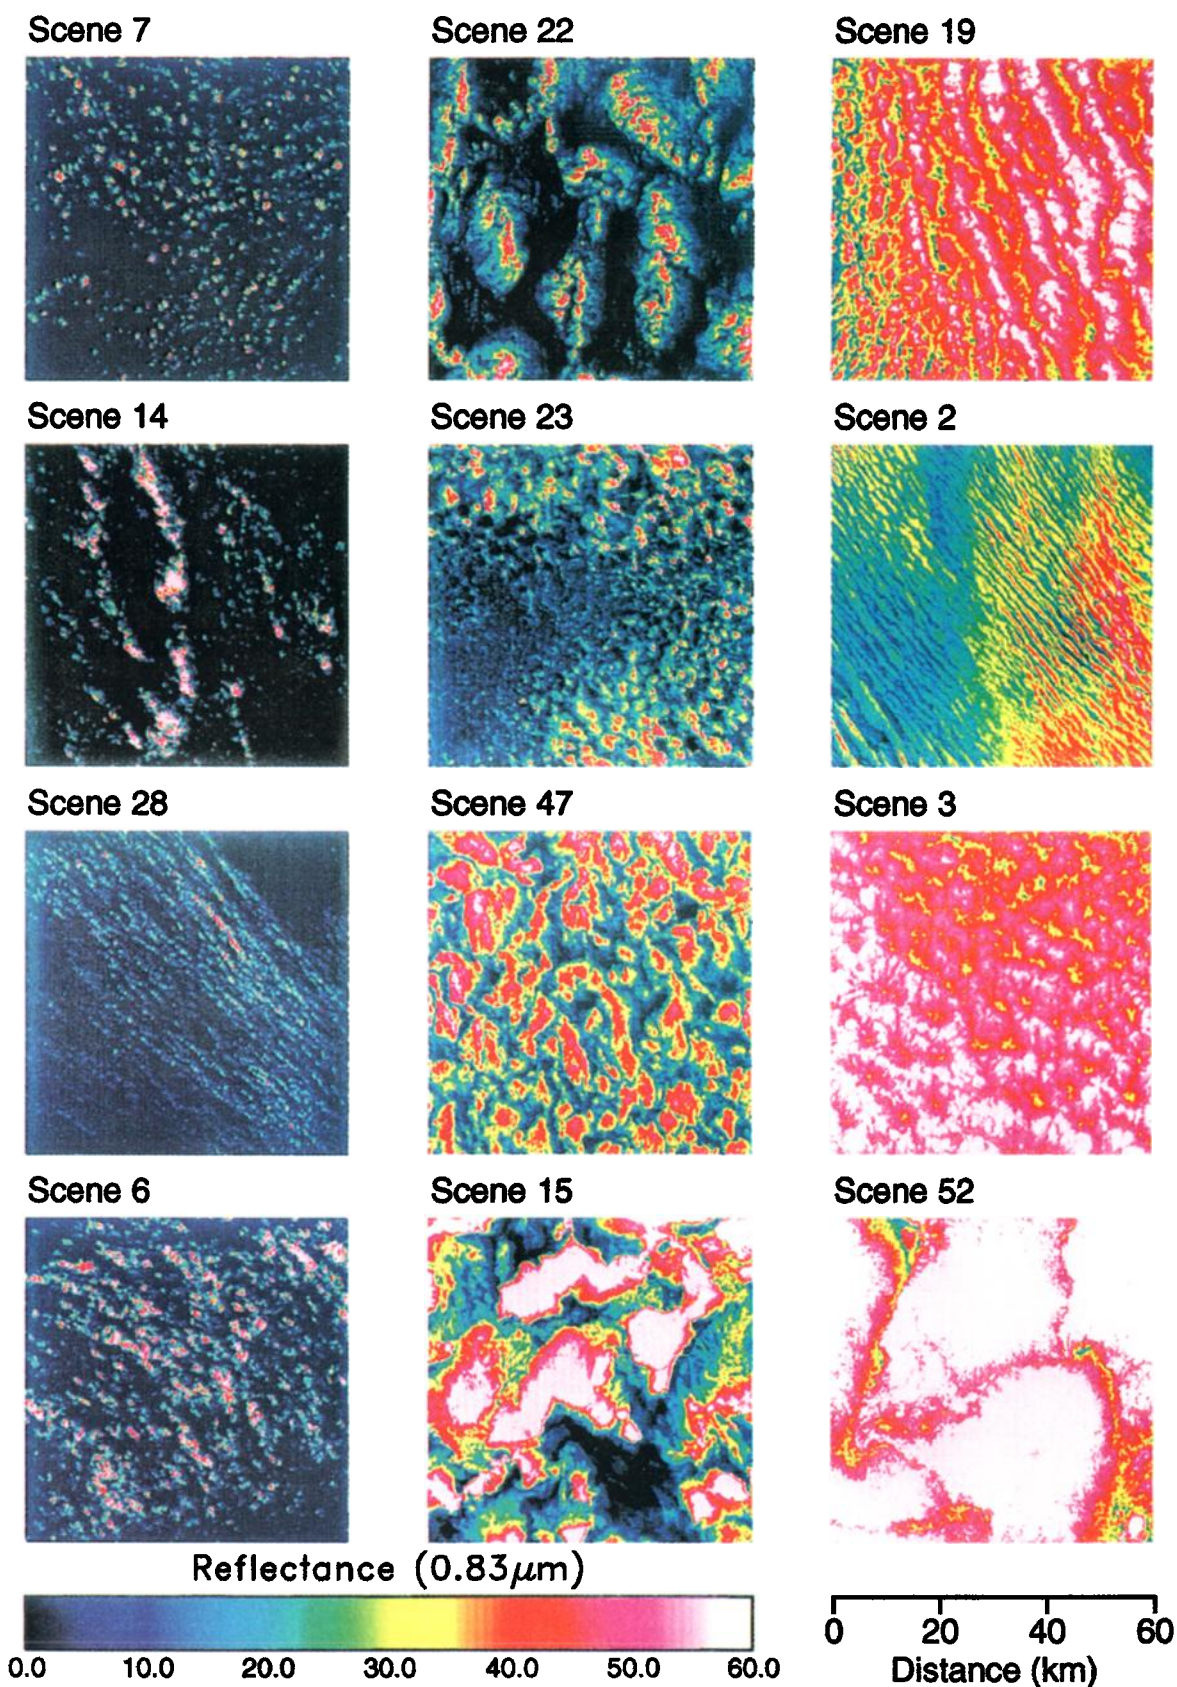 Scene 7
Scene 22
Scene 19
Scene 14
Scene 23
Scene 2
Scene 28
Scene 47
Scene 3
Scene 6
Scene 15
Scene 52
Reflectance (0.83μm)
0.0 10.0 20.0 30.0 40.0 50.0 60.0
0 20 40 60
Distance (km)